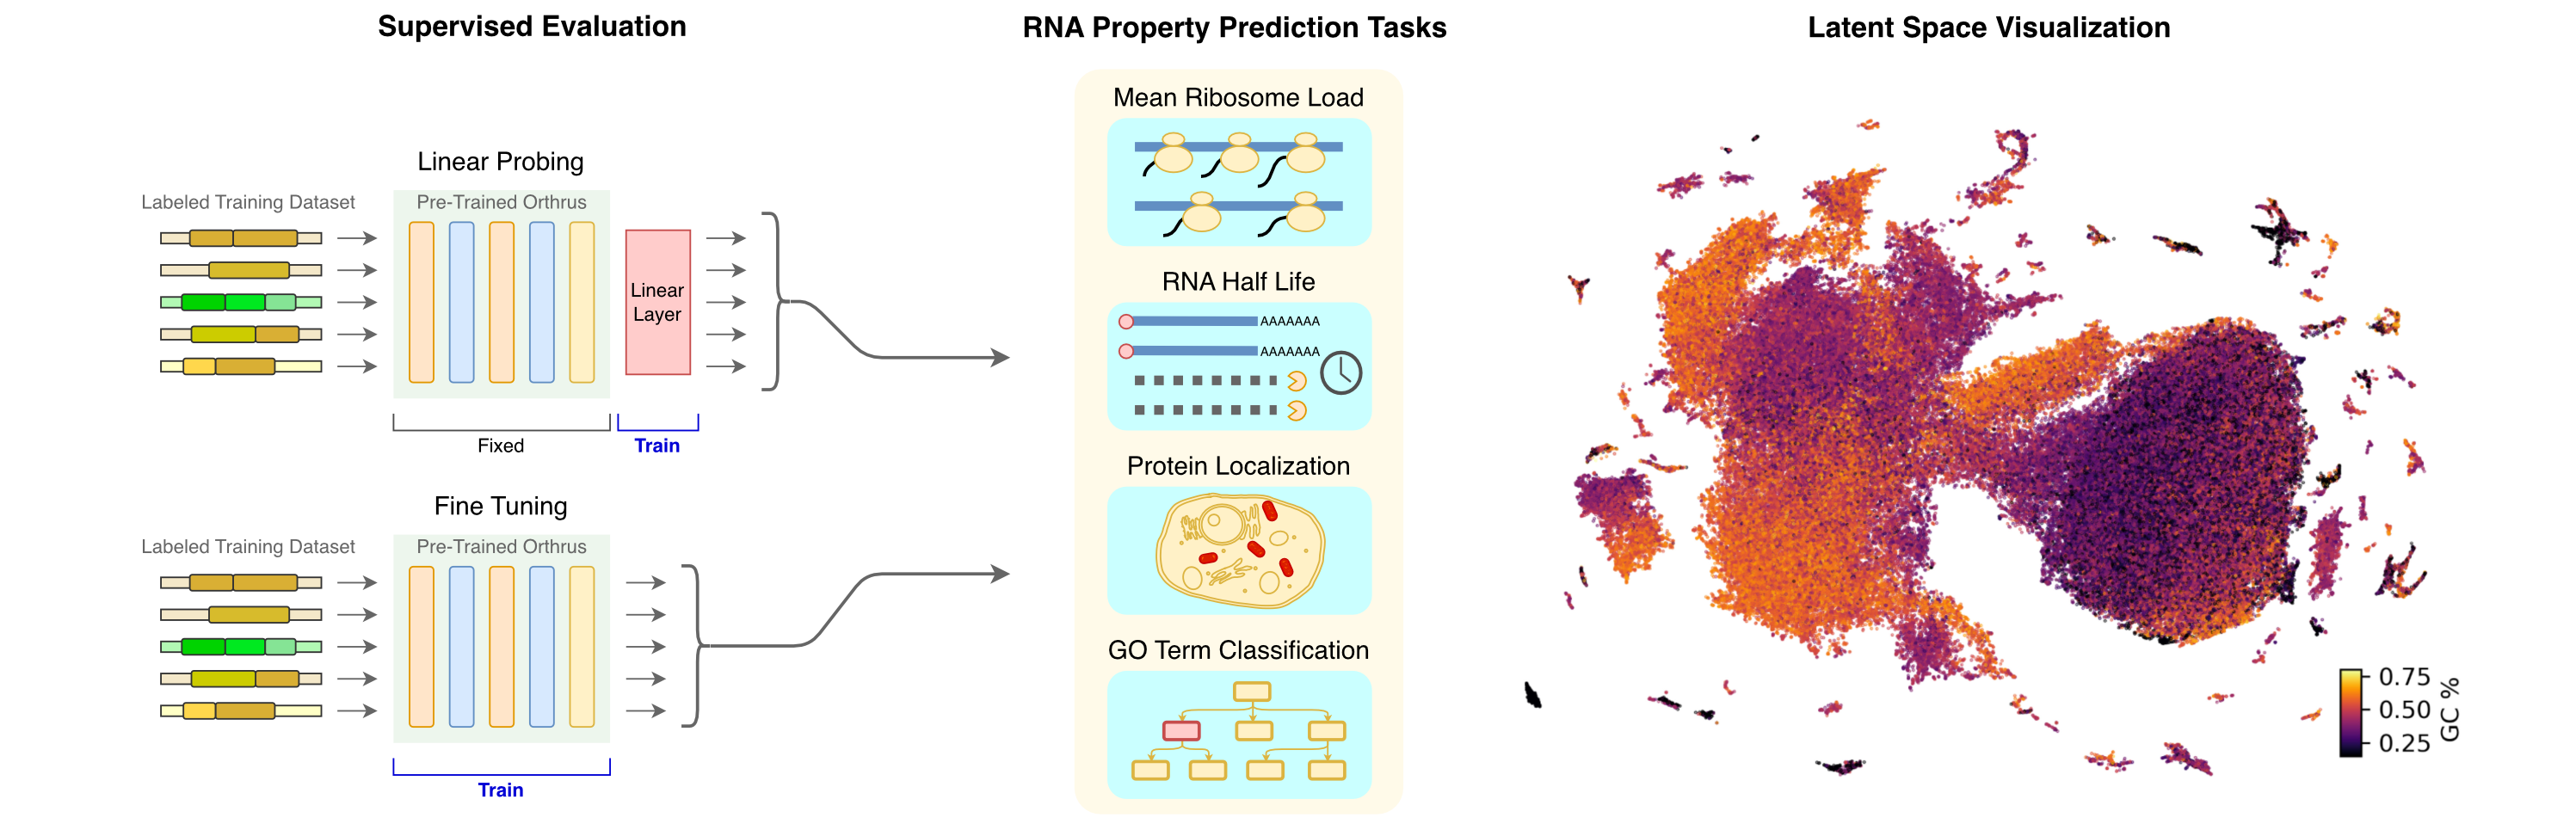 Supervised Evaluation
Linear Probing
Labeled Training Dataset
Pre-Trained Orthrus
Linear
Layer
Fixed
Train
Fine Tuning
Labeled Training Dataset
Pre-Trained Orthrus
Train
RNA Property Prediction Tasks
Mean Ribosome Load
RNA Half Life
AAAAAAA
AAAAAAA
Protein Localization
GO Term Classification
Latent Space Visualization
0.75
0.50
0.25
GC %